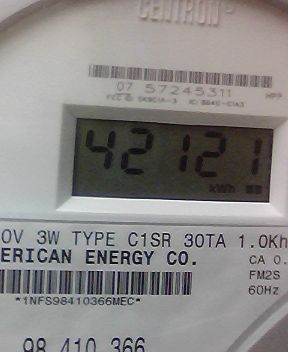 CENTRON
07 57245311
42121
kWh
0V 3W TYPE C1SR 30TA 1.0Kh
ERICAN ENERGY CO.
CA 0.
FM2S
*1NFS98410366MEC*
60Hz
98 410 366